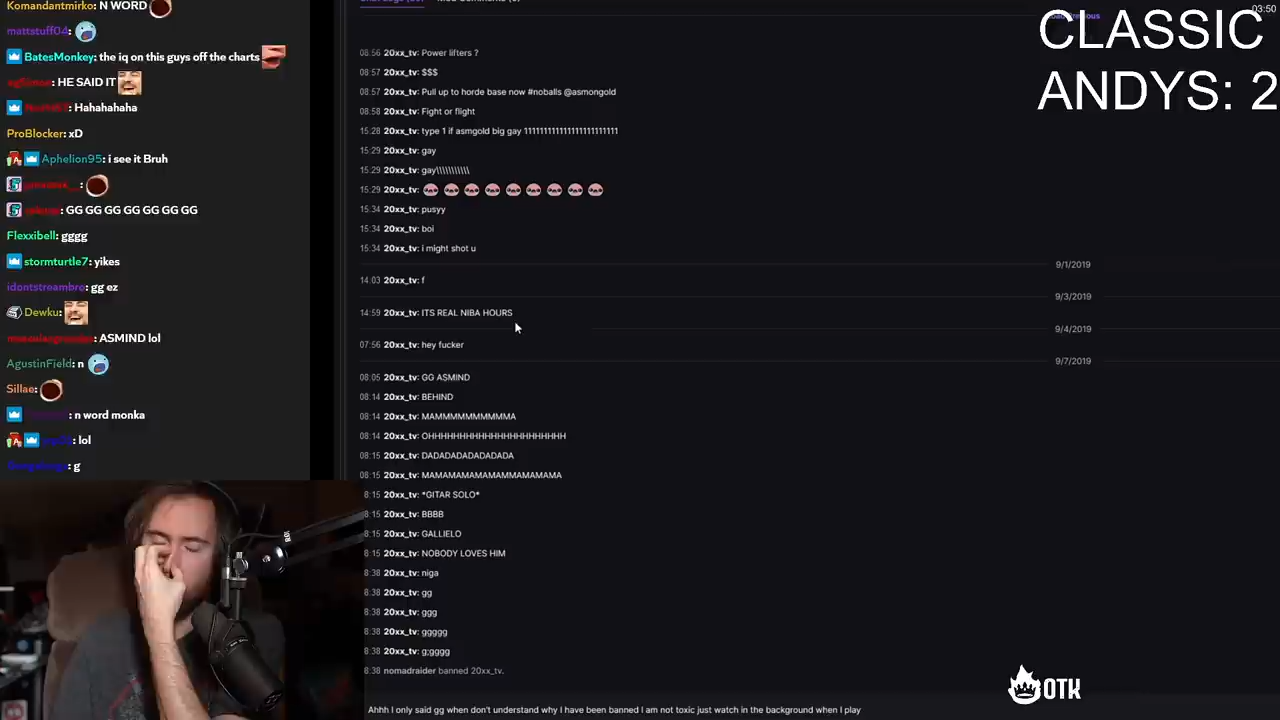 Komandantmirko: N WORD
03:50
CLASSIC
ANDYS: 2
mattstuff04:
BatesMonkey: the iq on this guys off the charts
HE SAID IT
Hahahahaha
ProBlocker: xD
Aphelion95: i see it Bruh
GG GG GG GG GG GG GG
Flexxibell: gggg
stormturtle7: yikes
idontstreambro: gg ez
Dewku:
ASMIND lol
AgustinField: n
Sillae:
n word monka
lol
g
08:56 20xx_tv: Power lifters ?
08:57 20xx_tv: $$$
08:57 20xx_tv: Pull up to horde base now #noballs @asmongold
08:58 20xx_tv: Fight or flight
15:28 20xx_tv: type 1 if asmgold big gay 11111111111111111111111
15:29 20xx_tv: gay
15:29 20xx_tv: gay\\\\\\\\\\\
15:29 20xx_tv:
15:34 20xx_tv: pusyy
15:34 20xx_tv: boi
15:34 20xx_tv: i might shot u
9/1/2019
14:03 20xx_tv: f
9/3/2019
14:59 20xx_tv: ITS REAL NIBA HOURS
9/4/2019
07:56 20xx_tv: hey fucker
9/7/2019
08:05 20xx_tv: GG ASMIND
08:14 20xx_tv: BEHIND
08:14 20xx_tv: MAMMMMMMMMMMA
08:14 20xx_tv: OHHHHHHHHHHHHHHHHHHHHHH
08:15 20xx_tv: DADADADADADADADA
08:15 20xx_tv: MAMAMAMAMAMAMMAMAMAMA
8:15 20xx_tv: *GITAR SOLO*
8:15 20xx_tv: BBBB
8:15 20xx_tv: GALLIELO
8:15 20xx_tv: NOBODY LOVES HIM
8:38 20xx_tv: niga
8:38 20xx_tv: gg
8:38 20xx_tv: ggg
8:38 20xx_tv: ggggg
8:38 20xx_tv: g;gggg
8:38 nomadraider banned 20xx_tv.
OTK
Ahhh I only said gg when don't understand why I have been banned I am not toxic just watch in the background when I play